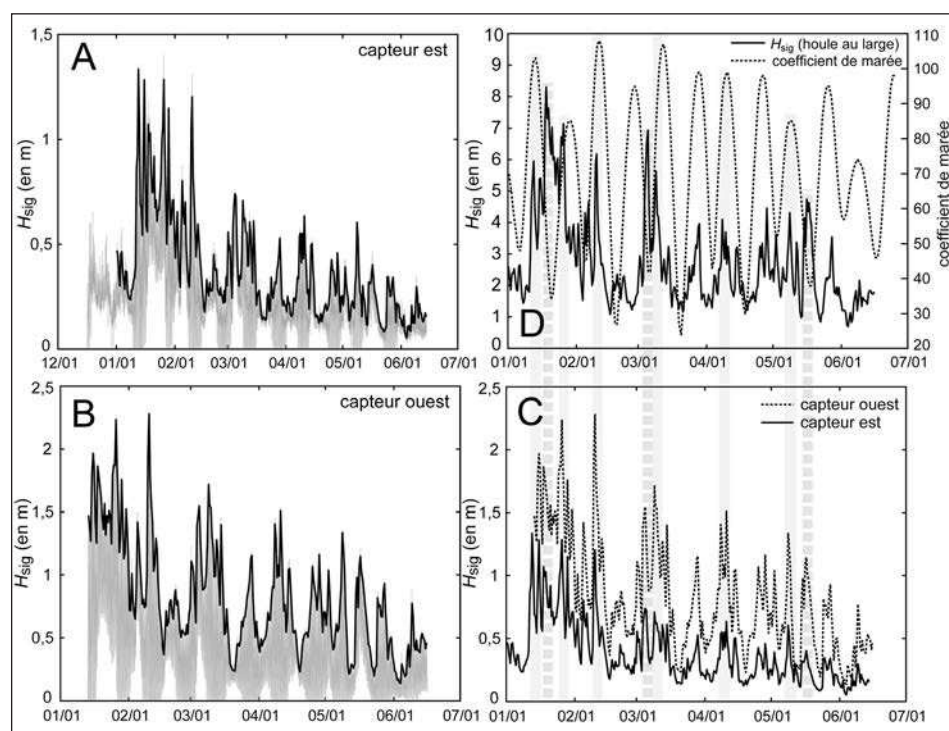 A
capteur est
1,5
1
0,5
0
Hsig (en m)
12/01 01/01 02/01 03/01 04/01 05/01 06/01 07/01
D
Hsig (houle au large)
coefficient de marée
10
9
8
7
6
5
4
3
2
1
0
Hsig (en m)
110
100
90
80
70
60
50
40
30
20
coefficient de marée
01/01 02/01 03/01 04/01 05/01 06/01 07/01
B
capteur ouest
2,5
2
1,5
1
0,5
0
Hsig (en m)
01/01 02/01 03/01 04/01 05/01 06/01 07/01
C
capteur ouest
capteur est
2,5
2
1,5
1
0,5
0
Hsig (en m)
01/01 02/01 03/01 04/01 05/01 06/01 07/01